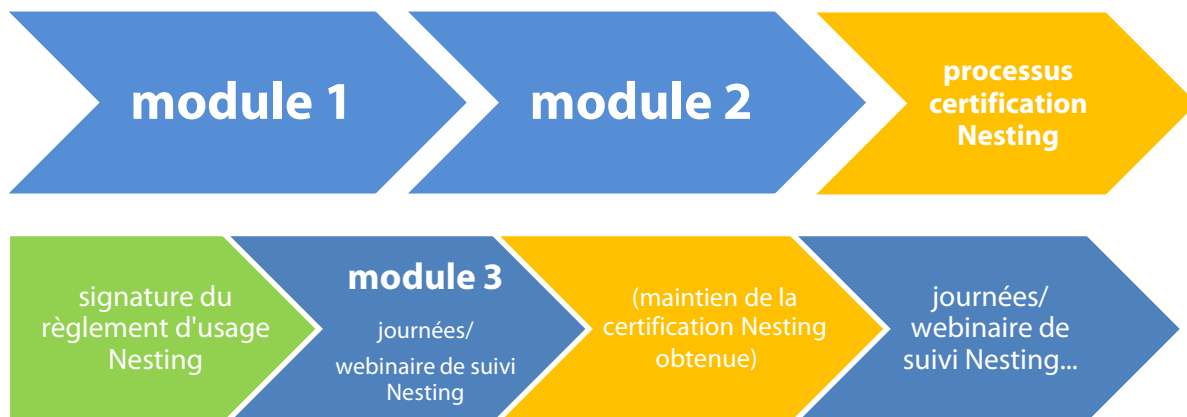 module 1
module 2
processus
certification
Nesting
signature du
règlement d'usage
Nesting
module 3
journées/
webinaire de suivi
Nesting
(maintien de la
certification Nesting
obtenue)
journées/
webinaire de
suivi Nesting...